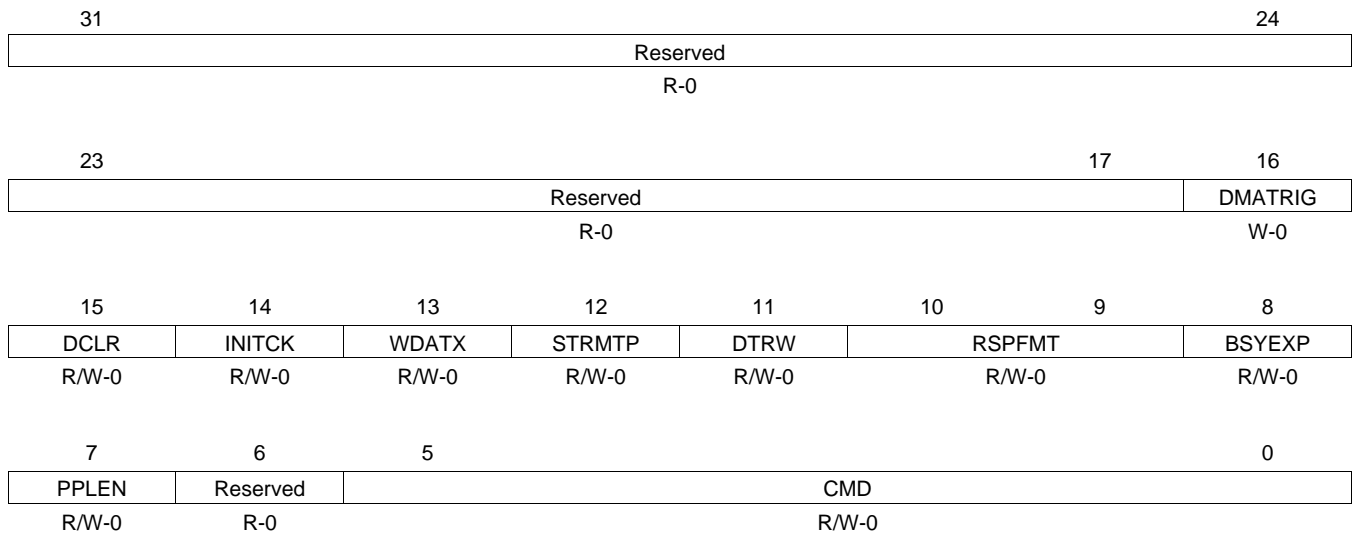 31 24
Reserved
R-0
23 17 16
Reserved DMATRIG
R-0 W-0
15 14 13 12 11 10 9 8
DCLR INITCK WDATX STRMTP DTRW RSPFMT BSYEXP
R/W-0 R/W-0 R/W-0 R/W-0 R/W-0 R/W-0 R/W-0
7 6 5 0
PPLEN Reserved CMD
R/W-0 R-0 R/W-0